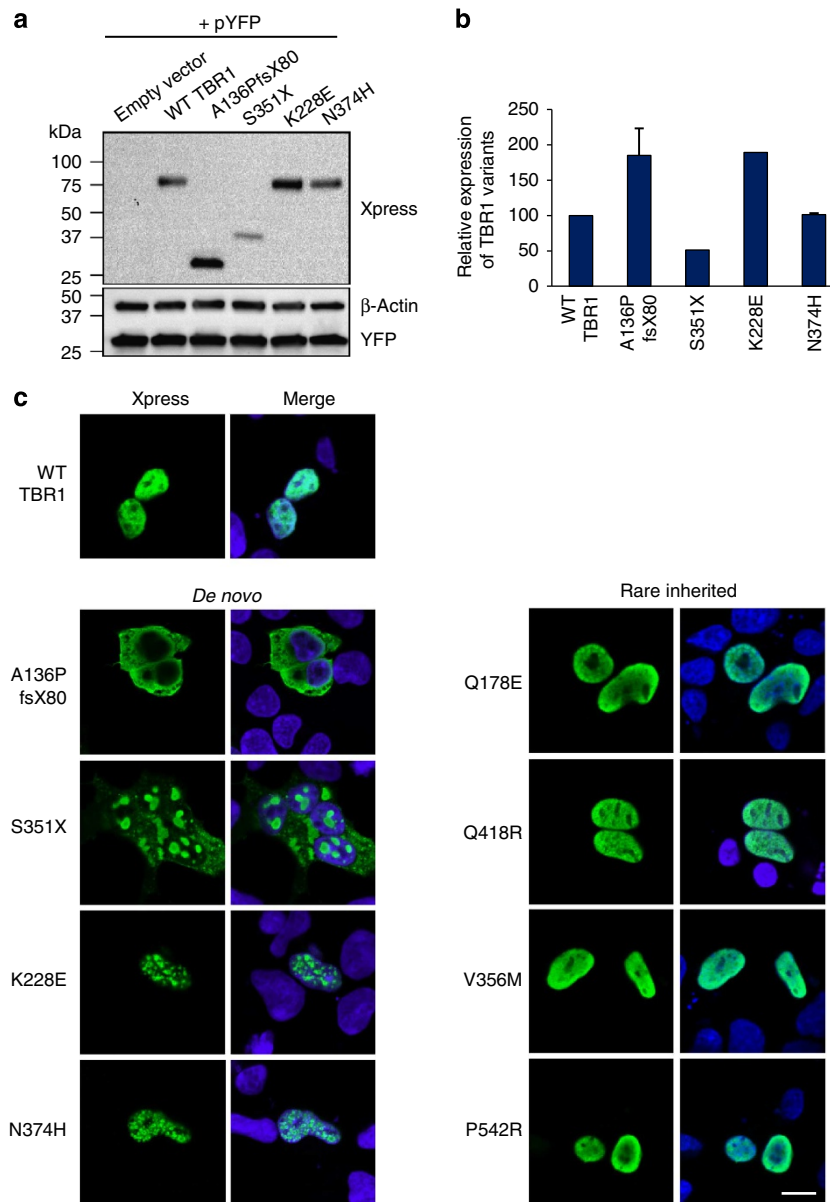 a
+ pYFP
Empty vector
WT TBR1
A136PfsX80
S351X
K228E
N374H
kDa
100
75
50
37
25
Xpress
50
37
25
β-Actin
YFP
b
Relative expression
of TBR1 variants
250
200
150
100
50
0
WT
TBR1
A136P
fsX80
S351X
K228E
N374H
c
Xpress
Merge
WT
TBR1
De novo
A136P
fsX80
S351X
K228E
N374H
Rare inherited
Q178E
Q418R
V356M
P542R